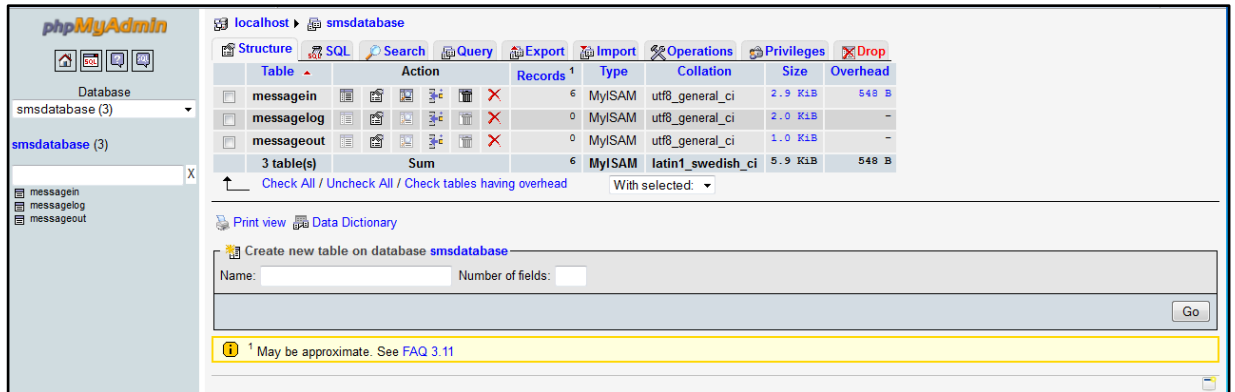 phpMyAdmin
Database
smsdatabase (3)
smsdatabase (3)
X
messagein
messagelog
messageout
localhost smsdatabase
Structure SQL Search Query Export Import Operations Privileges Drop
Table Action Records 1 Type Collation Size Overhead
messagein 6 MyISAM utf8_general_ci 2.9 KiB 548 B
messagelog 0 MyISAM utf8_general_ci 2.0 KiB -
messageout 0 MyISAM utf8_general_ci 1.0 KiB -
3 table(s) Sum 6 MyISAM latin1_swedish_ci 5.9 KiB 548 B
Check All / Uncheck All / Check tables having overhead With selected:
Print view Data Dictionary
Create new table on database smsdatabase
Name: Number of fields:
Go
1 May be approximate. See FAQ 3.11